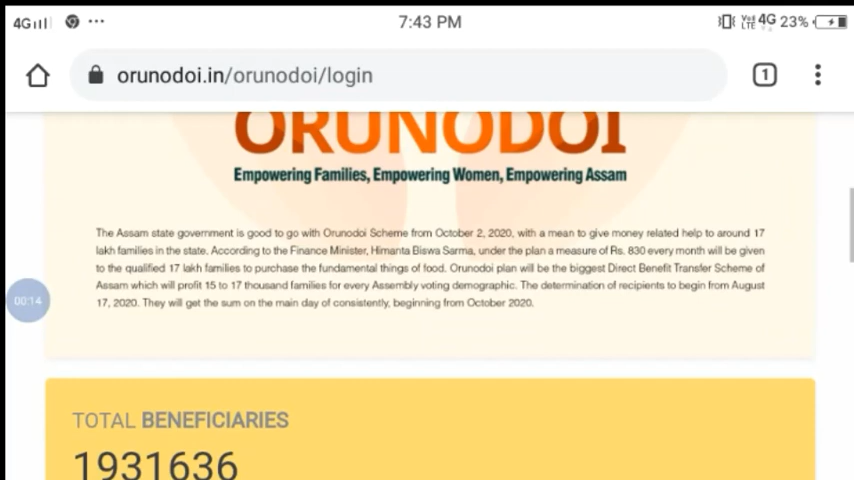 4G 7:43 PM VoLTE 4G 23%
orunodoi.in/orunodoi/login 1
ORUNODOI
Empowering Families, Empowering Women, Empowering Assam
The Assam state government is good to go with Orunodoi Scheme from October 2, 2020, with a mean to give money related help to around 17
lakh families in the state. According to the Finance Minister, Himanta Biswa Sarma, under the plan a measure of Rs. 830 every month will be given
to the qualified 17 lakh families to purchase the fundamental things of food. Orunodoi plan will be the biggest Direct Benefit Transfer Scheme of
Assam which will profit 15 to 17 thousand families for every Assembly voting demographic. The determination of recipients to begin from August
17, 2020. They will get the sum on the main day of consistently, beginning from October 2020.
00:14
TOTAL BENEFICIARIES
1931636